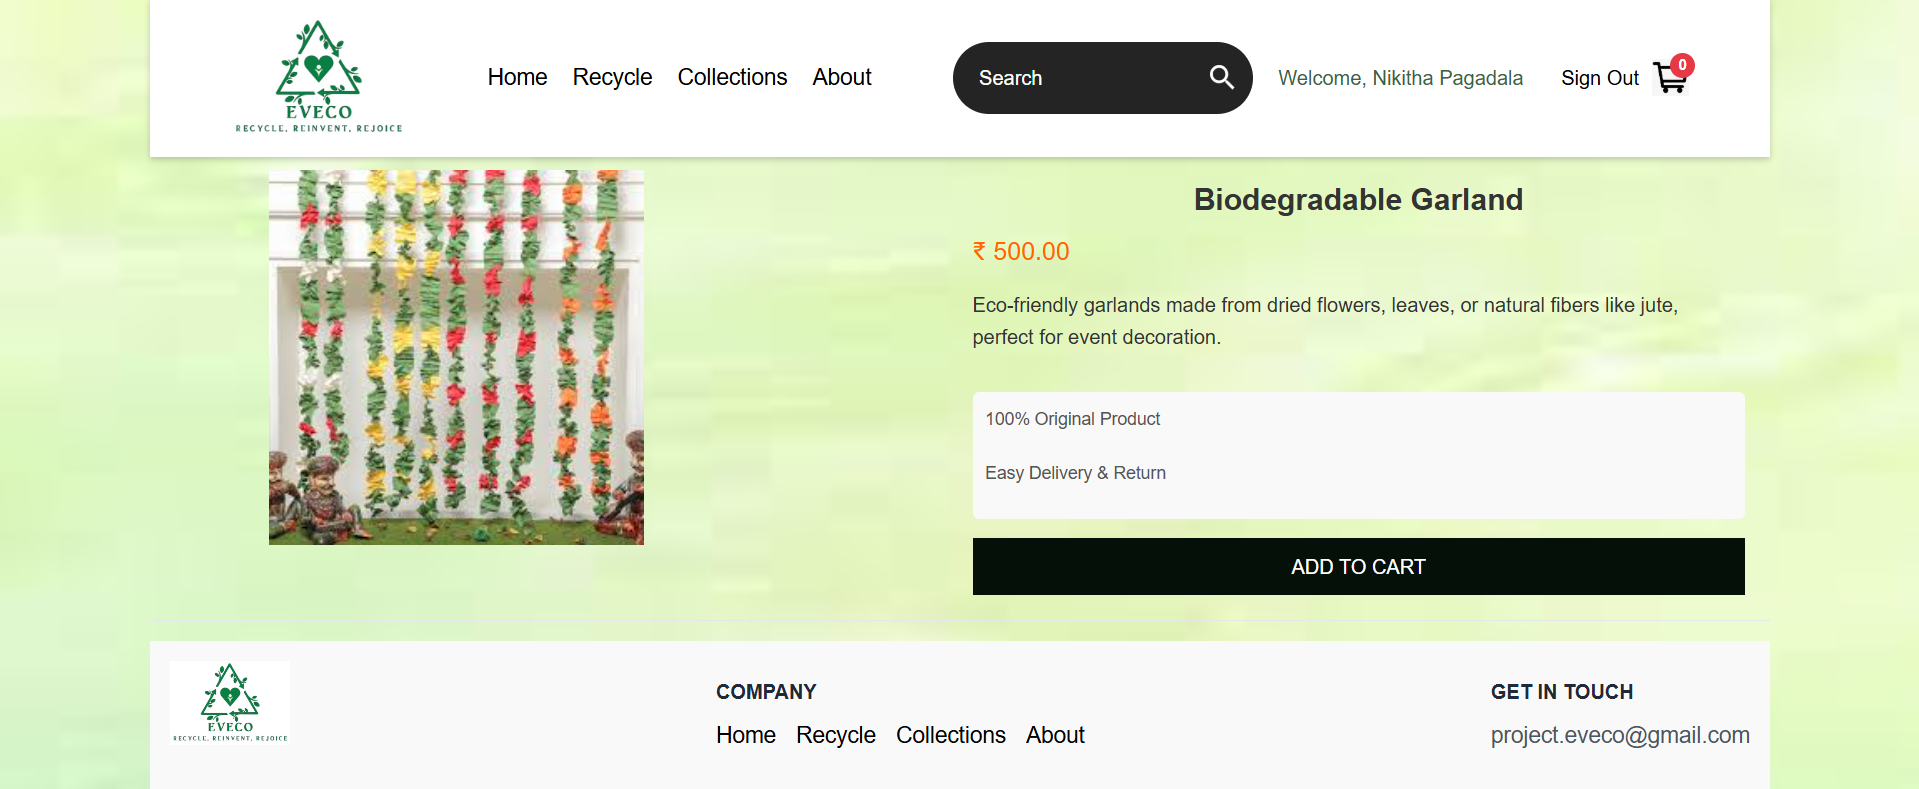 EVECO
RECYCLE, REINVENT, REJOICE
Home Recycle Collections About
Search
Welcome, Nikitha Pagadala
Sign Out
0
Biodegradable Garland
₹ 500.00
Eco-friendly garlands made from dried flowers, leaves, or natural fibers like jute,
perfect for event decoration.
100% Original Product
Easy Delivery & Return
ADD TO CART
EVECO
RECYCLE, REINVENT, REJOICE
COMPANY
Home Recycle Collections About
GET IN TOUCH
project.eveco@gmail.com